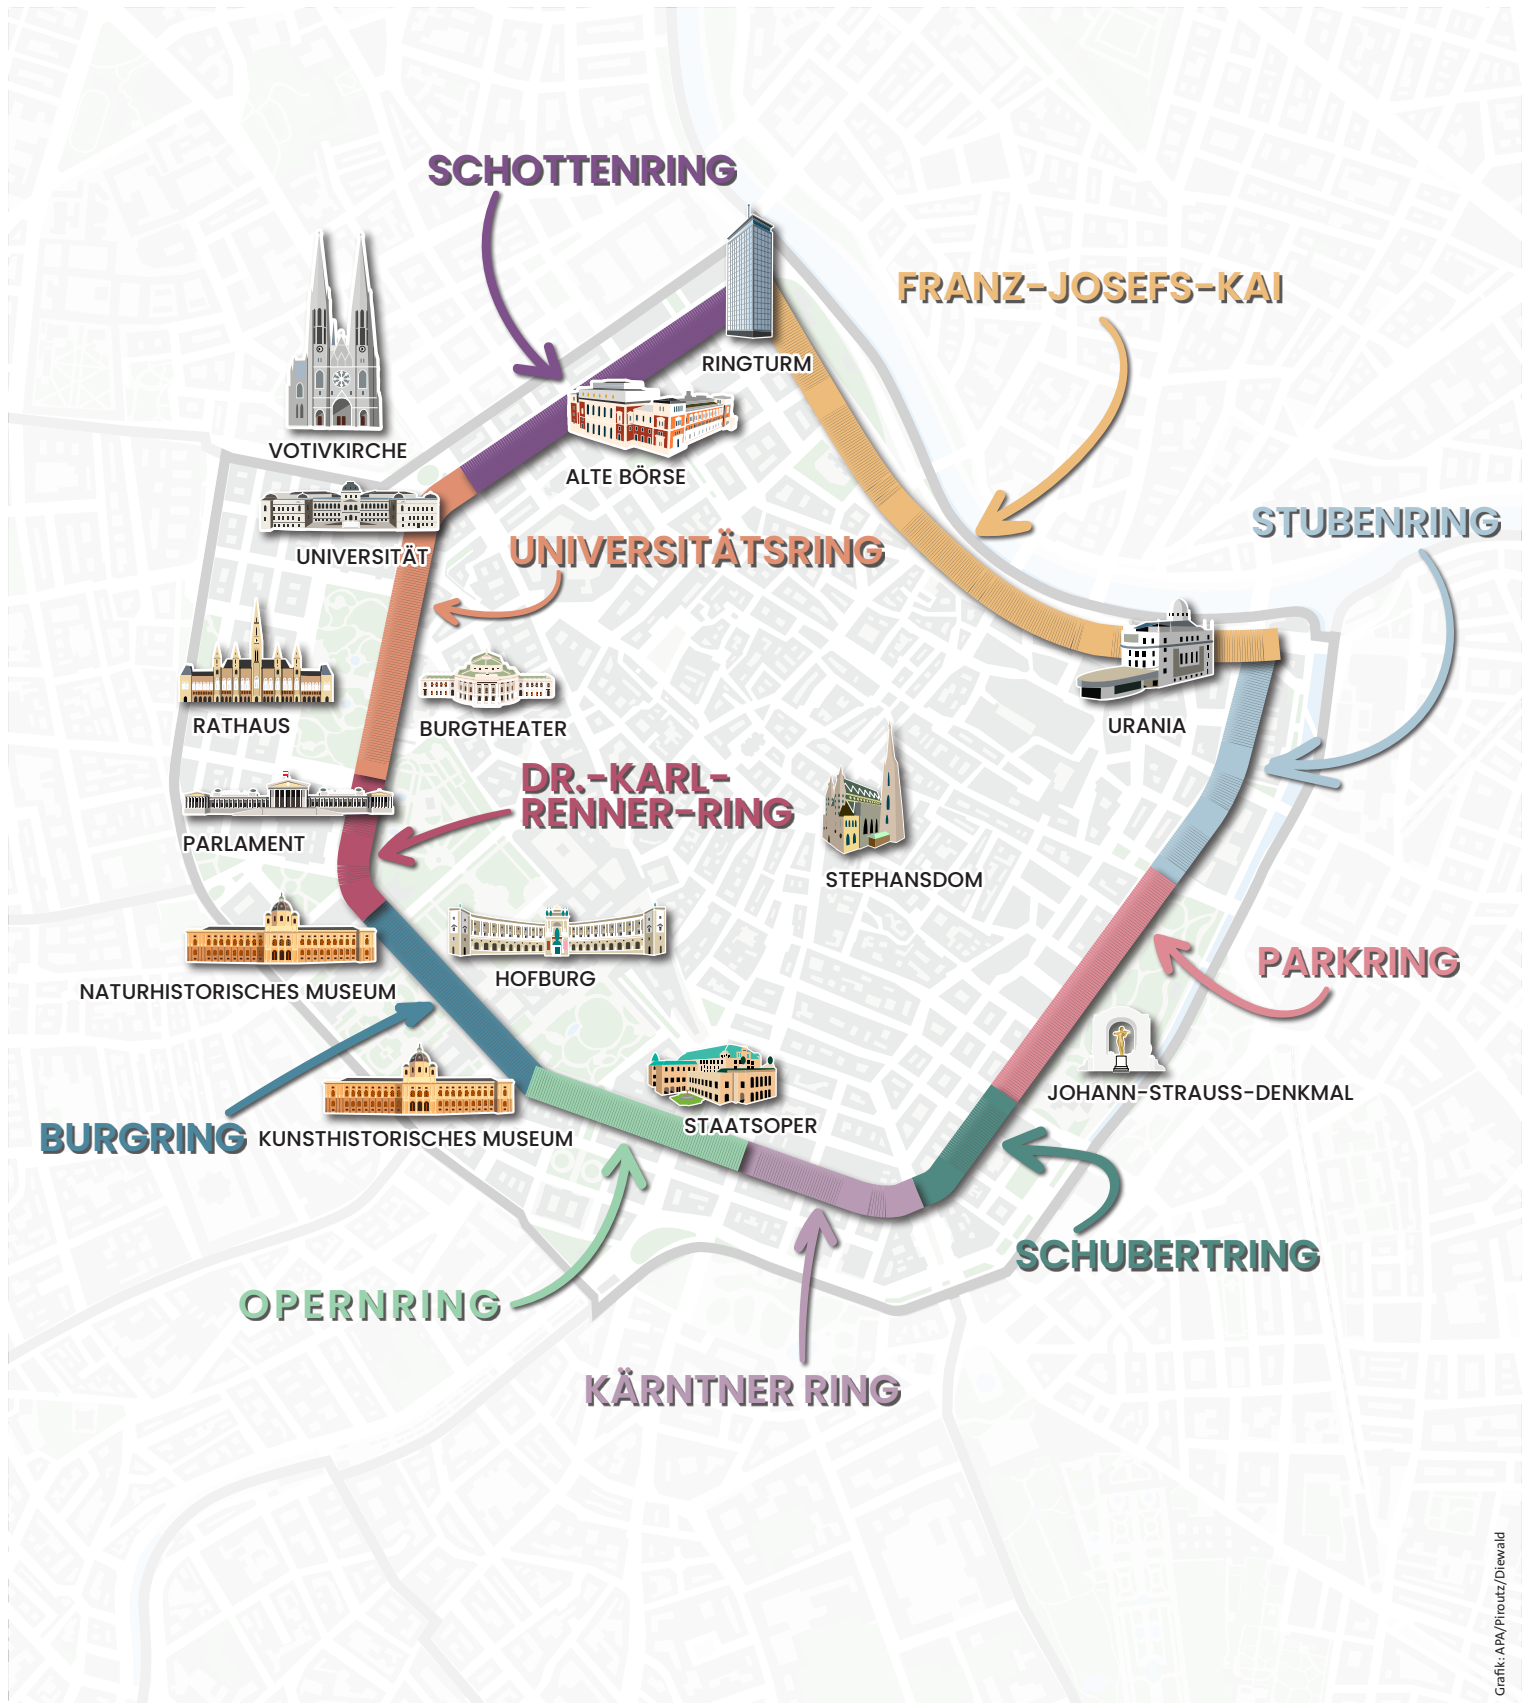 SCHOTTENRING
FRANZ-JOSEFS-KAI
RINGTURM
VOTIVKIRCHE
ALTE BÖRSE
STUBENRING
UNIVERSITÄT
UNIVERSITÄTSRING
RATHAUS
BURGTHEATER
URANIA
DR.-KARL-
RENNER-RING
PARLAMENT
STEPHANSDOM
PARKRING
HOFBURG
NATURHISTORISCHES MUSEUM
JOHANN-STRAUSS-DENKMAL
STAATSOPER
BURGRING
KUNSTHISTORISCHES MUSEUM
SCHUBERTRING
OPERNRING
KÄRNTNER RING
Grafik: APA/Piroutz/Diewald